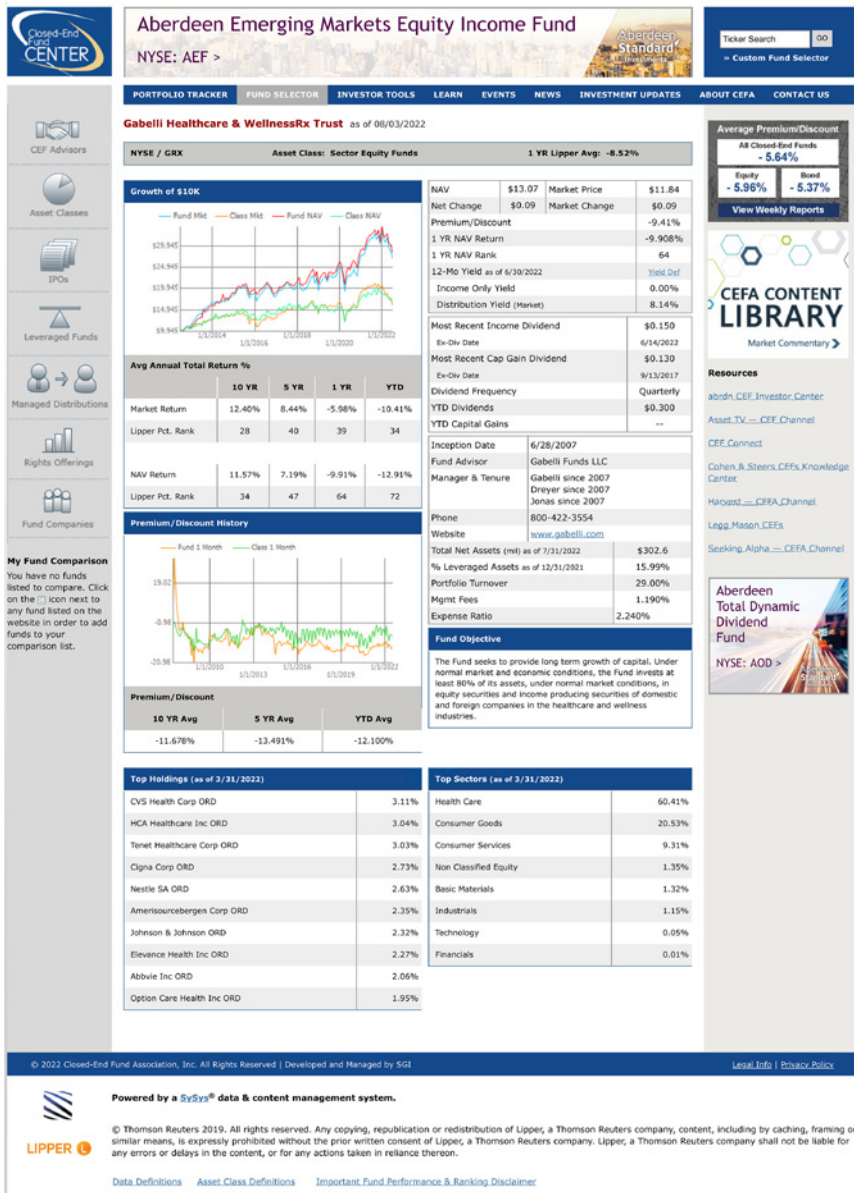 Closed-End
Fund
CENTER
Aberdeen Emerging Markets Equity Income Fund
NYSE: AEF >
Aberdeen
Standard
Investments
Ticker Search
GO
» Custom Fund Selector
PORTFOLIO TRACKER FUND SELECTOR INVESTOR TOOLS LEARN EVENTS NEWS INVESTMENT UPDATES ABOUT CEFA CONTACT US
CEF Advisors
Asset Classes
IPOs
Leveraged Funds
Managed Distributions
Rights Offerings
Fund Companies
My Fund Comparison
You have no funds
listed to compare. Click
on the icon next to
any fund listed on the
website in order to add
funds to your
comparison list.
Gabelli Healthcare & WellnessRx Trust as of 08/03/2022
NYSE / GRX Asset Class: Sector Equity Funds 1 YR Lipper Avg: -8.52%
Growth of $10K
Fund Mkt Class Mkt Fund NAV Class NAV
$29.945
$24.945
$19.945
$14.945
$9.945
1/1/2014 1/1/2018 1/1/2022
1/1/2016 1/1/2020
Avg Annual Total Return %
10 YR 5 YR 1 YR YTD
Market Return 12.40% 8.44% -5.98% -10.41%
Lipper Pct. Rank 28 40 39 34
NAV Return 11.57% 7.19% -9.91% -12.91%
Lipper Pct. Rank 34 47 64 72
Premium/Discount History
Fund 1 Month Class 1 Month
19.02
-0.98
-20.98
1/1/2010 1/1/2016 1/1/2022
1/1/2013 1/1/2019
Premium/Discount
10 YR Avg 5 YR Avg YTD Avg
-11.678% -13.491% -12.100%
NAV $13.07 Market Price $11.84
Net Change $0.09 Market Change $0.09
Premium/Discount -9.41%
1 YR NAV Return -9.908%
1 YR NAV Rank 64
12-Mo Yield as of 6/30/2022 Yield Def
Income Only Yield 0.00%
Distribution Yield (Market) 8.14%
Most Recent Income Dividend $0.150
Ex-Div Date 6/14/2022
Most Recent Cap Gain Dividend $0.130
Ex-Div Date 9/13/2017
Dividend Frequency Quarterly
YTD Dividends $0.300
YTD Capital Gains --
Inception Date 6/28/2007
Fund Advisor Gabelli Funds LLC
Manager & Tenure Gabelli since 2007
Dreyer since 2007
Jonas since 2007
Phone 800-422-3554
Website www.gabelli.com
Total Net Assets (mil) as of 7/31/2022 $302.6
% Leveraged Assets as of 12/31/2021 15.99%
Portfolio Turnover 29.00%
Mgmt Fees 1.190%
Expense Ratio 2.240%
Fund Objective
The Fund seeks to provide long term growth of capital. Under
normal market and economic conditions, the Fund invests at
least 80% of its assets, under normal market conditions, in
equity securities and income producing securities of domestic
and foreign companies in the healthcare and wellness
industries.
Top Holdings (as of 3/31/2022)
CVS Health Corp ORD 3.11%
HCA Healthcare Inc ORD 3.04%
Tenet Healthcare Corp ORD 3.03%
Cigna Corp ORD 2.73%
Nestle SA ORD 2.63%
Amerisourcebergen Corp ORD 2.35%
Johnson & Johnson ORD 2.32%
Elevance Health Inc ORD 2.27%
Abbvie Inc ORD 2.06%
Option Care Health Inc ORD 1.95%
Top Sectors (as of 3/31/2022)
Health Care 60.41%
Consumer Goods 20.53%
Consumer Services 9.31%
Non Classified Equity 1.35%
Basic Materials 1.32%
Industrials 1.15%
Technology 0.05%
Financials 0.01%
Average Premium/Discount
All Closed-End Funds
- 5.64%
Equity Bond
- 5.96% - 5.37%
View Weekly Reports
CEFA CONTENT
LIBRARY
Market Commentary
Resources
abrdn CEF Investor Center
Asset TV — CEF Channel
CEF Connect
Cohen & Steers CEFs Knowledge
Center
Harvest — CEFA Channel
Legg Mason CEFs
Seeking Alpha — CEFA Channel
Aberdeen
Total Dynamic
Dividend
Fund
NYSE: AOD >
Aberdeen
Standard
© 2022 Closed-End Fund Association, Inc. All Rights Reserved | Developed and Managed by SGI Legal Info | Privacy Policy
Powered by a SySys® data & content management system.
LIPPER
© Thomson Reuters 2019. All rights reserved. Any copying, republication or redistribution of Lipper, a Thomson Reuters company, content, including by caching, framing or
similar means, is expressly prohibited without the prior written consent of Lipper, a Thomson Reuters company. Lipper, a Thomson Reuters company shall not be liable for
any errors or delays in the content, or for any actions taken in reliance thereon.
Data Definitions Asset Class Definitions Important Fund Performance & Ranking Disclaimer